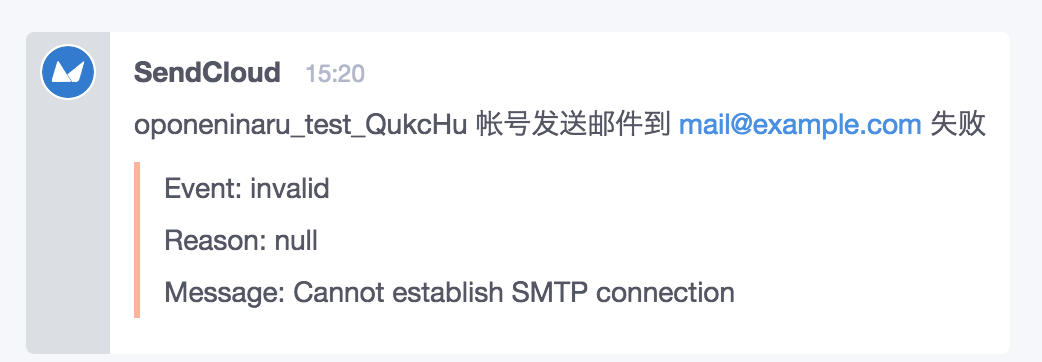 SendCloud 15:20
oponeninaru_test_QukcHu 帐号发送邮件到 mail@example.com 失败
Event: invalid
Reason: null
Message: Cannot establish SMTP connection